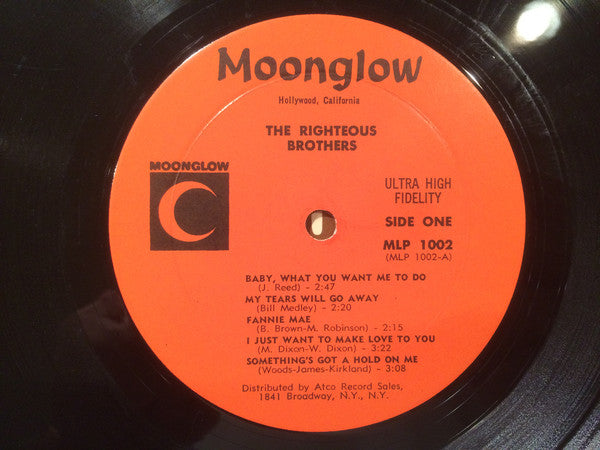 Moonglow
Hollywood, California
THE RIGHTEOUS
BROTHERS
MOONGLOW
ULTRA HIGH
FIDELITY
SIDE ONE
MLP 1002
(MLP 1002-A)
BABY, WHAT YOU WANT ME TO DO
(J. Reed) - 2:47
MY TEARS WILL GO AWAY
(Bill Medley) - 2:20
FANNIE MAE
(B. Brown-M. Robinson) - 2:15
I JUST WANT TO MAKE LOVE TO YOU
(M. Dixon-W. Dixon) - 3:22
SOMETHING'S GOT A HOLD ON ME
(Woods-James-Kirkland) - 3:08
Distributed by Atco Record Sales,
1841 Broadway, N.Y., N.Y.